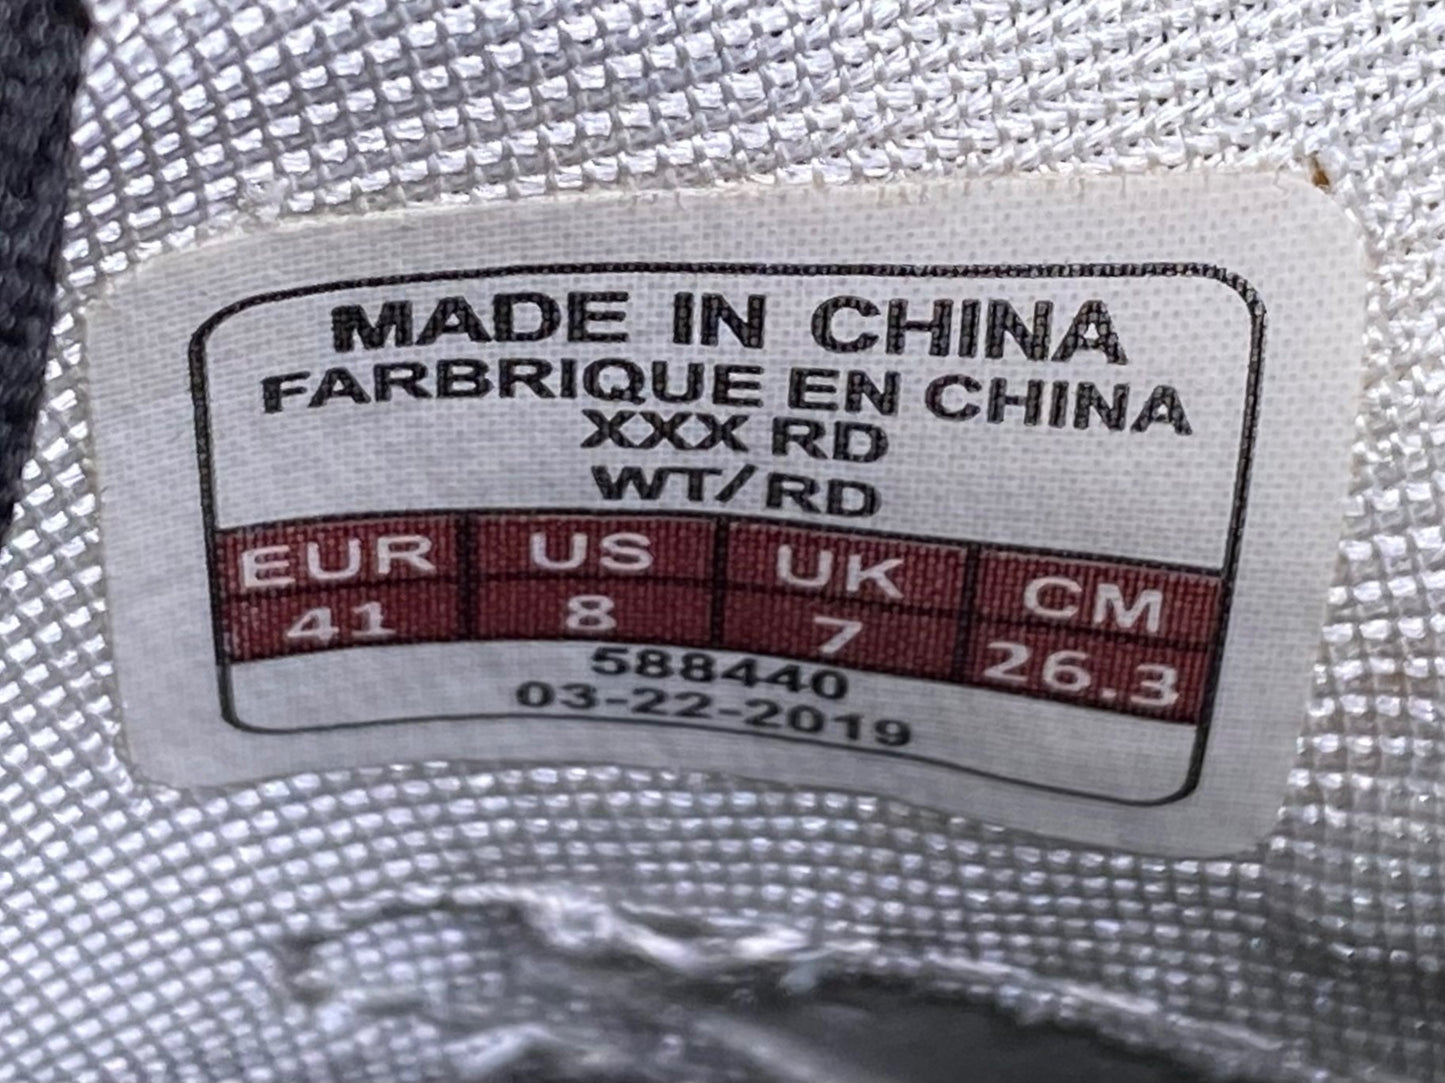 MADE IN CHINA
FARBRIQUE EN CHINA
XXX RD
WT/RD
EUR US UK CM
41 8 7 26.3
588440
03-22-2019